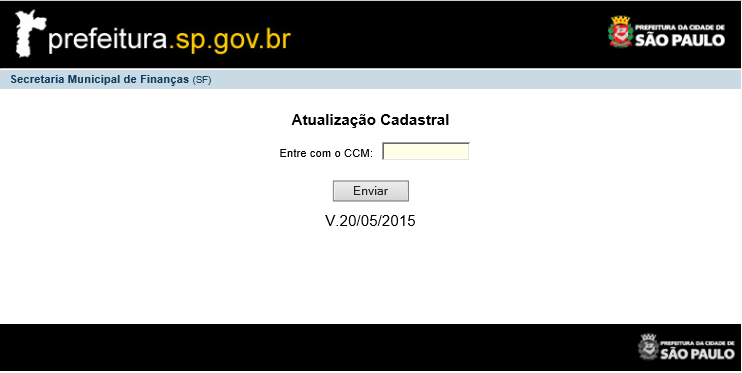 prefeitura.sp.gov.br
PREFEITURA DA CIDADE DE
SÃO PAULO
Secretaria Municipal de Finanças (SF)
Atualização Cadastral
Entre com o CCM:
Enviar
V.20/05/2015
PREFEITURA DA CIDADE DE
SÃO PAULO